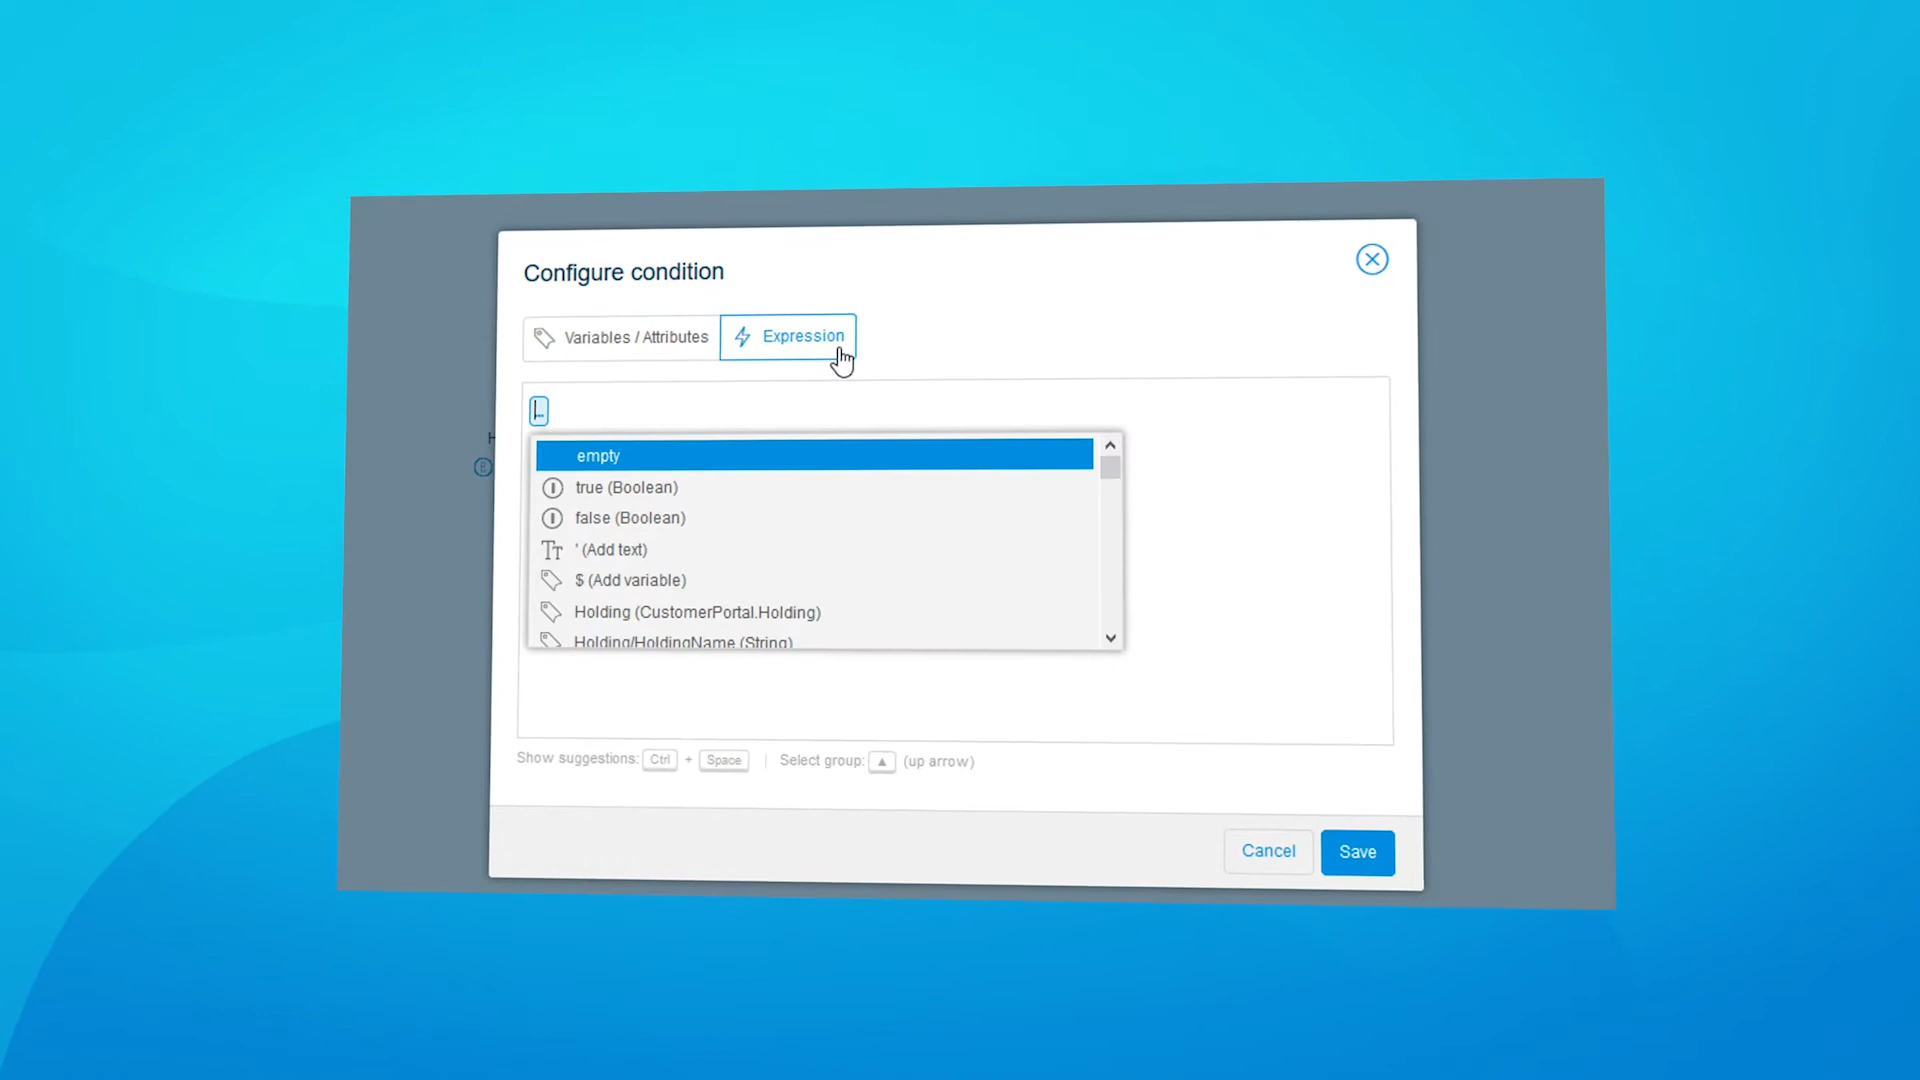 Configure condition
Variables / Attributes
Expression
...
empty
true (Boolean)
false (Boolean)
' (Add text)
$ (Add variable)
Holding (CustomerPortal.Holding)
Holding/HoldingName (String)
Show suggestions: Ctrl + Space | Select group: ▲ (up arrow)
Cancel
Save